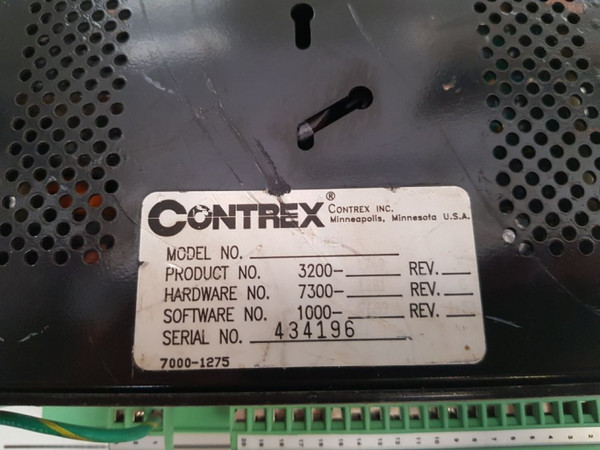 CONTREX® CONTREX INC.
Minneapolis, Minnesota U.S.A.
MODEL NO.
PRODUCT NO. 3200- REV.
HARDWARE NO. 7300- REV.
SOFTWARE NO. 1000- REV.
SERIAL NO. 434196
7000-1275